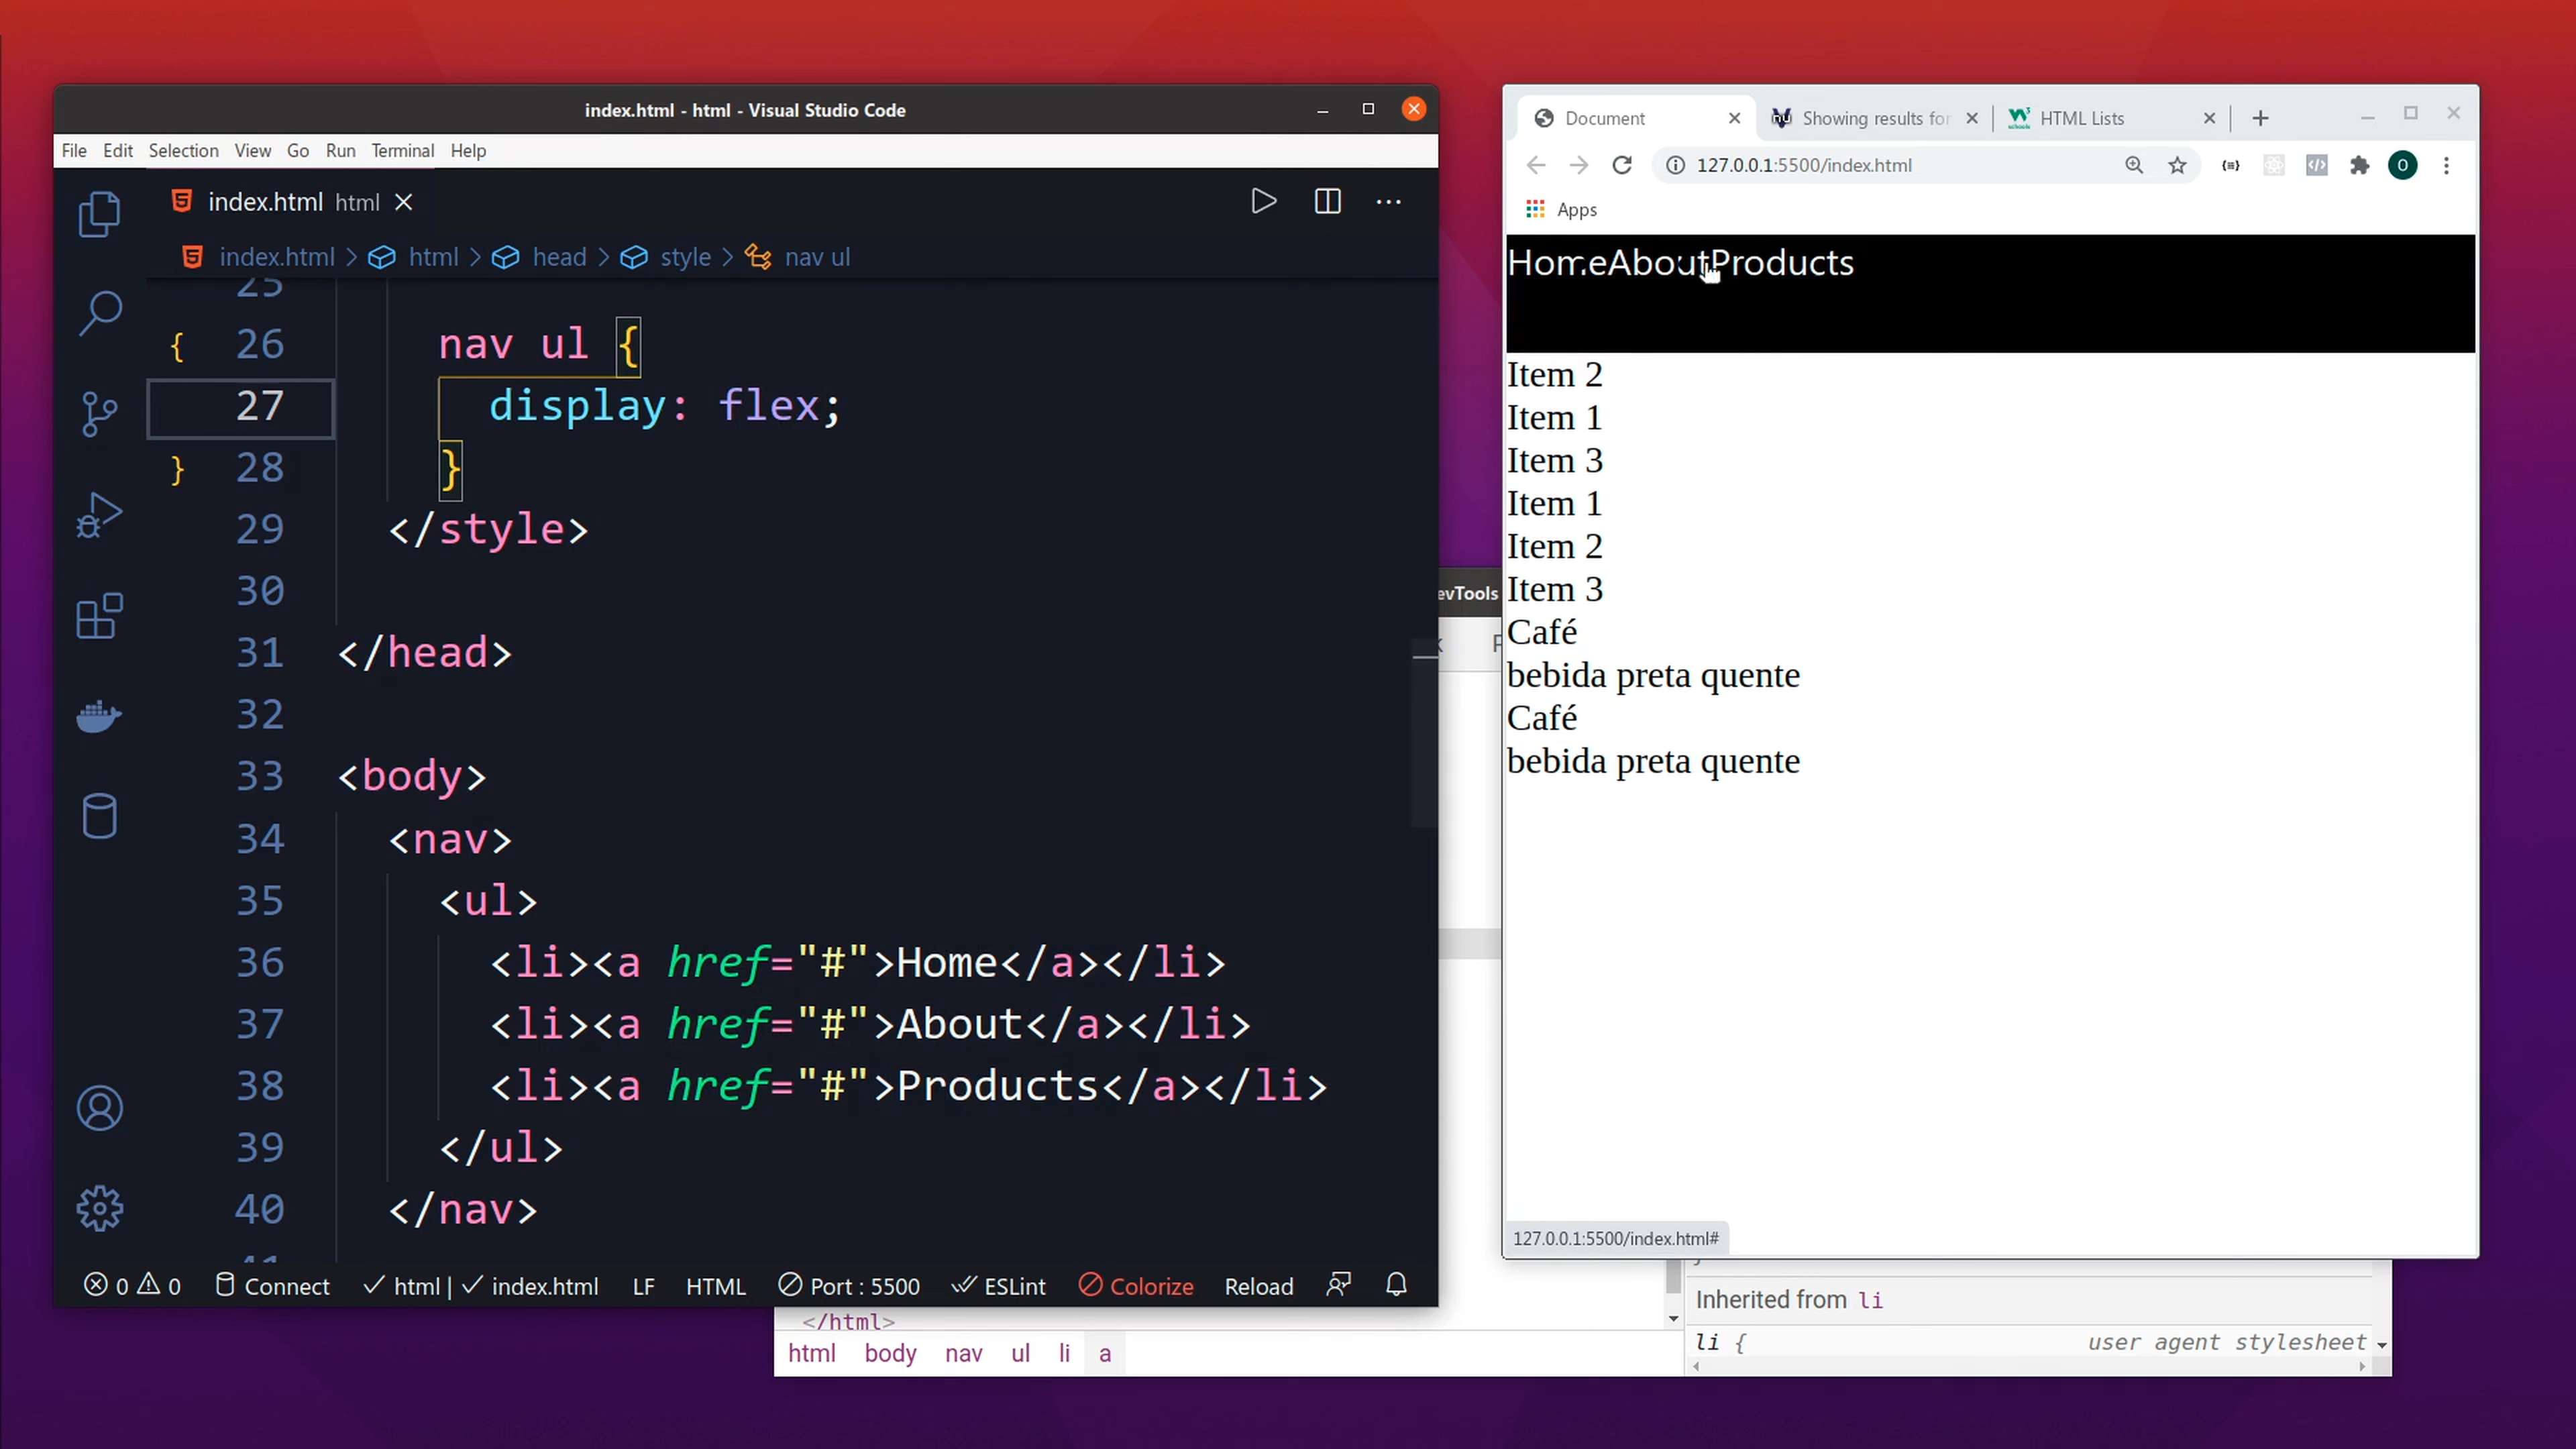 index.html - html - Visual Studio Code
File Edit Selection View Go Run Terminal Help
index.html html
index.html > html > head > style > nav ul
25
26 nav ul {
27 display: flex;
28 }
29 </style>
30
31 </head>
32
33 <body>
34 <nav>
35 <ul>
36 <li><a href="#">Home</a></li>
37 <li><a href="#">About</a></li>
38 <li><a href="#">Products</a></li>
39 </ul>
40 </nav>
41
0 0 Connect html | index.html LF HTML Port : 5500 ESLint Colorize Reload
Document Showing results for HTML Lists
127.0.0.1:5500/index.html O
Apps
HomeAboutProducts
Item 2
Item 1
Item 3
Item 1
Item 2
Item 3
Café
bebida preta quente
Café
bebida preta quente
127.0.0.1:5500/index.html#
evTools
</html>
html body nav ul li a
Inherited from li
li { user agent stylesheet